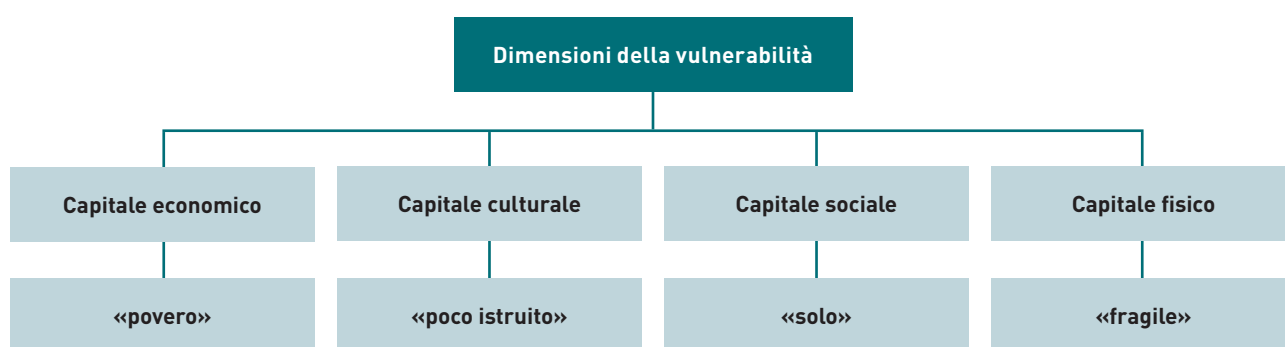 Dimensioni della vulnerabilità
Capitale economico
Capitale culturale
Capitale sociale
Capitale fisico
«povero»
«poco istruito»
«solo»
«fragile»